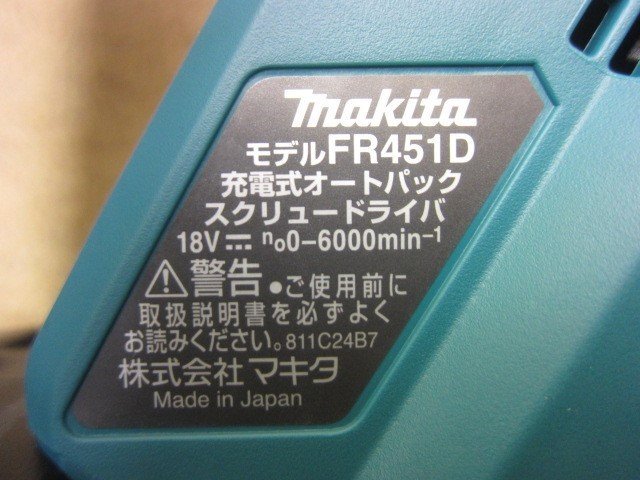 makita
モデルFR451D
充電式オートパック
スクリュードライバ
18V⎓ n₀0-6000min⁻¹
⚠警告 ●ご使用前に
取扱説明書を必ずよく
お読みください。811C24B7
株式会社マキタ
Made in Japan